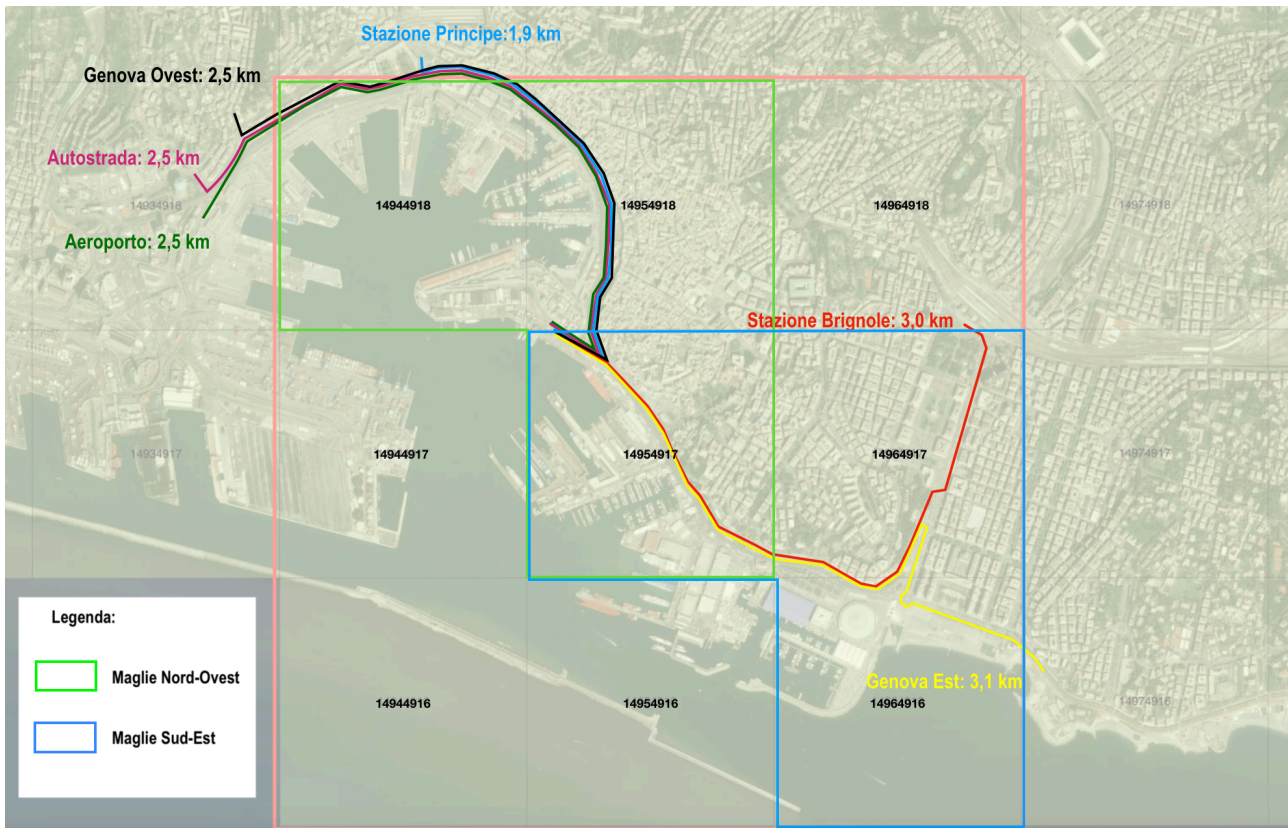 Stazione Principe:1,9 km
Genova Ovest: 2,5 km
Autostrada: 2,5 km
Aeroporto: 2,5 km
14934918
14944918
14954918
14964918
14974918
Stazione Brignole: 3,0 km
14934917
14944917
14954917
14964917
14974917
Legenda:
Maglie Nord-Ovest
Maglie Sud-Est
Genova Est: 3,1 km
14944916
14954916
14964916
14974916